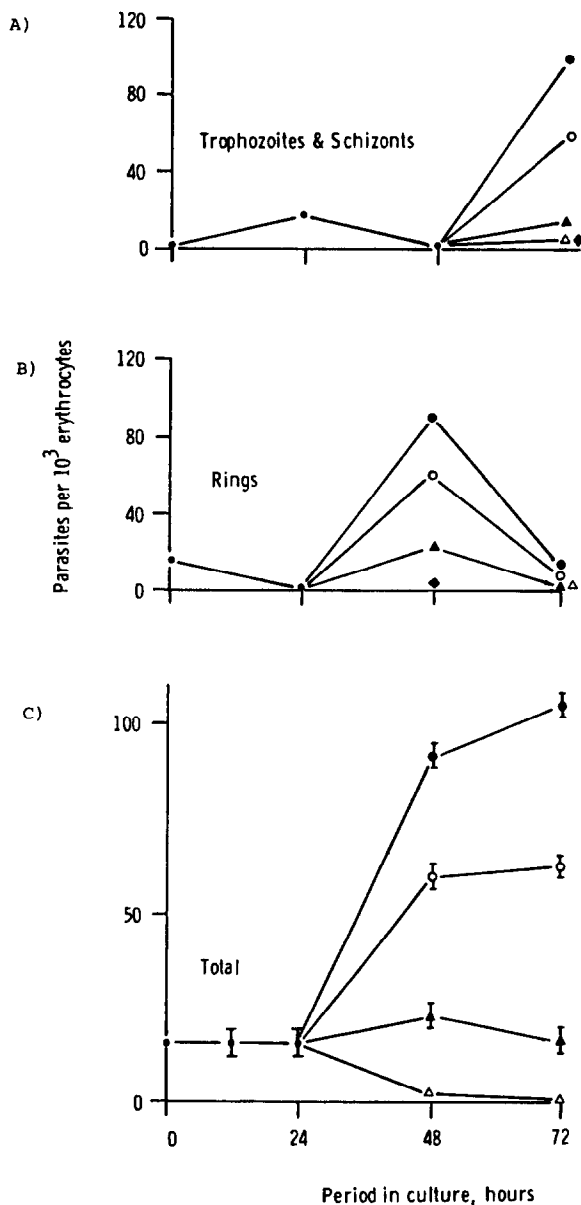 A)
120
80
40
0
Trophozoites & Schizonts
B)
120
80
40
0
Rings
Parasites per 10³ erythrocytes
C)
100
50
0
Total
0 24 48 72
Period in culture, hours